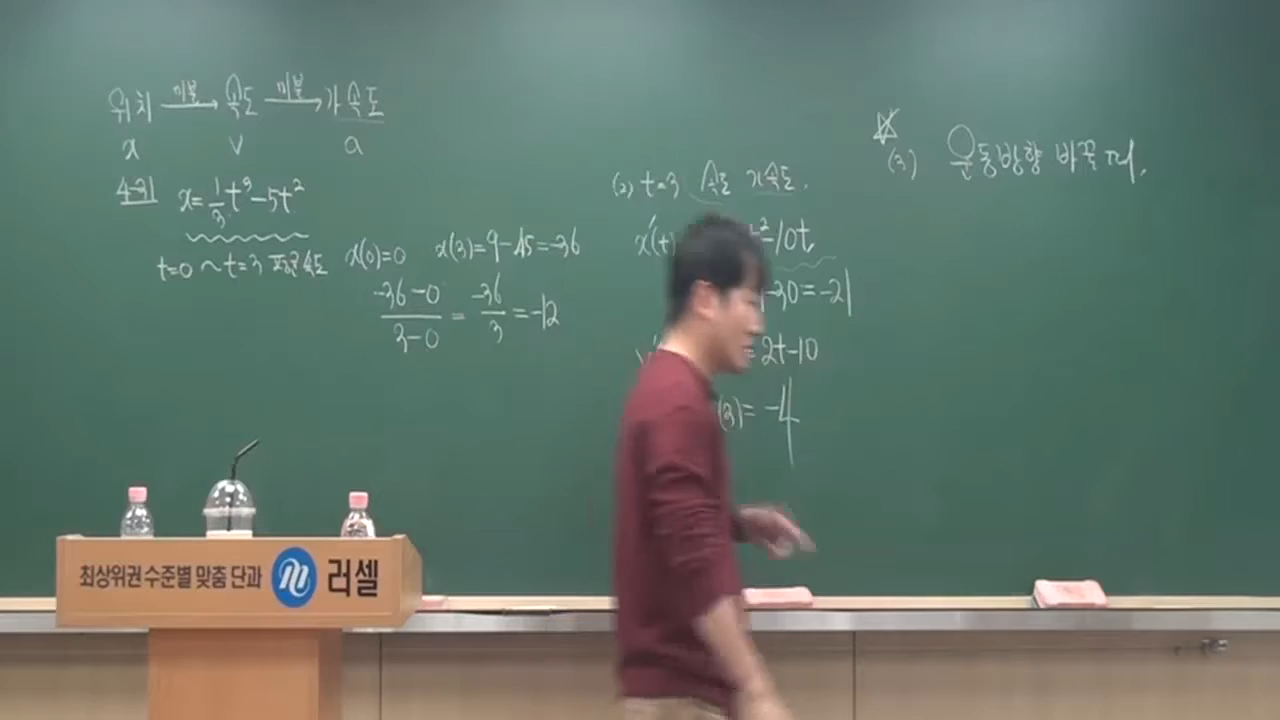 위치 미분 속도 미분 가속도
x v a
4-31 x=1/3t³-5t²
t=0 ~ t=3 평균속도
x(0)=0 x(3)=9-45=-36
-36-0/3-0 = -36/3 = -12
(2) t=3 속도 가속도.
x'(t) t²-10t
-30=-21
=2t-10
(3)=-4
☆
(3) 운동방향 바꿀 때.
최상위권 수준별 맞춤 단과 러셀